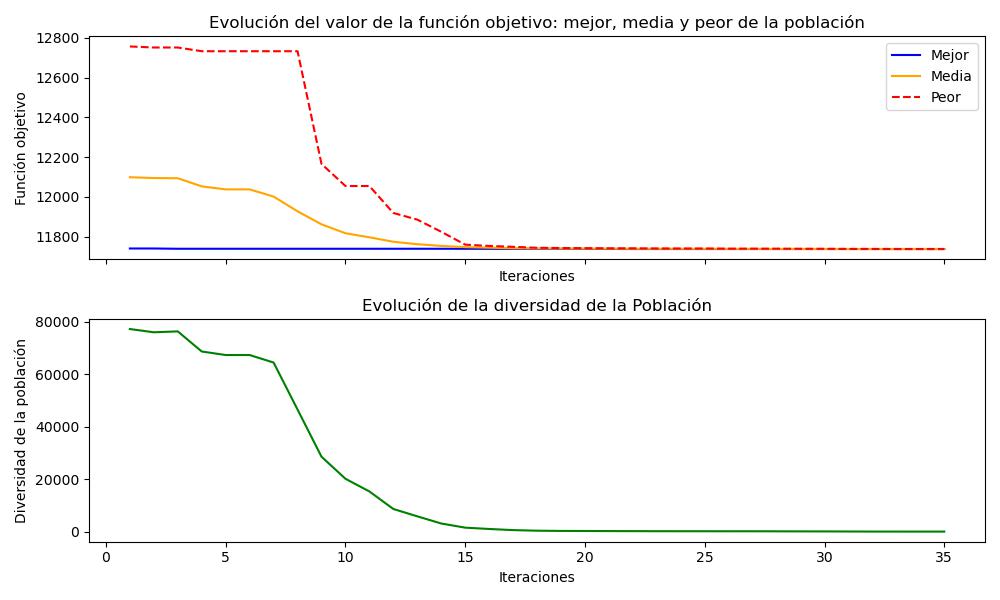 Evolución del valor de la función objetivo: mejor, media y peor de la población
12800
12600
12400
12200
12000
11800
Función objetivo
Mejor
Media
Peor
Iteraciones
Evolución de la diversidad de la Población
80000
60000
40000
20000
0
Diversidad de la población
0 5 10 15 20 25 30 35
Iteraciones